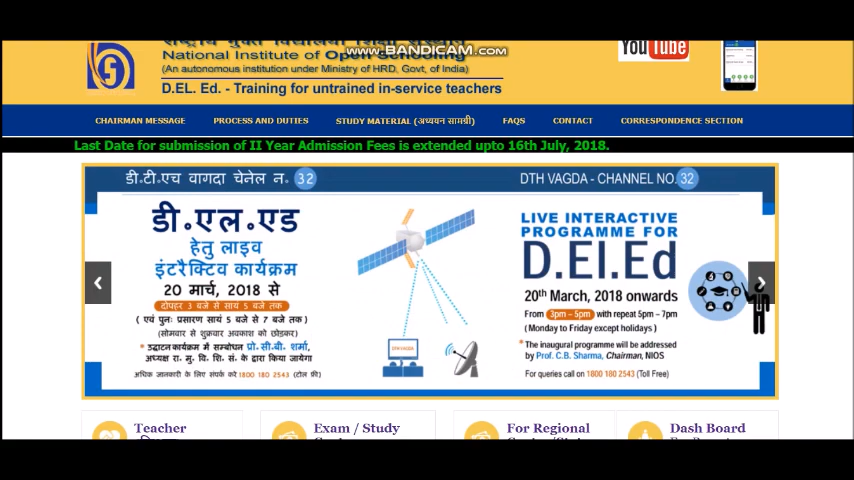 राष्ट्रीय मुक्त विद्यालयी शिक्षा संस्थान
WWW.BANDICAM.COM
National Institute of Open Schooling
(An autonomous institution under Ministry of HRD, Govt. of India)
D.EL. Ed. - Training for untrained in-service teachers
YouTube
CHAIRMAN MESSAGE PROCESS AND DUTIES STUDY MATERIAL (अध्ययन सामग्री) FAQS CONTACT CORRESPONDENCE SECTION
Last Date for submission of II Year Admission Fees is extended upto 16th July, 2018.
डी॰टी॰एच वागदा चेनेल न॰ 32
डी॰एल॰एड
हेतु लाइव
इंटरैक्टिव कार्यक्रम
20 मार्च, 2018 से
दोपहर 3 बजे से सायं 5 बजे तक
( एवं पुनः प्रसारण सायं 5 बजे से 7 बजे तक )
(सोमवार से शुक्रवार अवकाश को छोड़कर)
* उद्घाटन कार्यक्रम में सम्बोधन प्रो॰सी॰बी॰ शर्मा,
अध्यक्ष रा॰ मु॰ वि॰ शि॰ सं॰ के द्वारा किया जायेगा
अधिक जानकारी के लिए संपर्क करे 1800 180 2543 (टोल फ्री)
DTH VAGDA
DTH VAGDA - CHANNEL NO. 32
LIVE INTERACTIVE
PROGRAMME FOR
D.El.Ed
20th March, 2018 onwards
From 3pm - 5pm with repeat 5pm - 7pm
(Monday to Friday except holidays)
* The inaugural programme will be addressed
by Prof. C.B. Sharma, Chairman, NIOS
For queries call on 1800 180 2543 (Toll Free)
Teacher
Exam / Study
For Regional
Dash Board